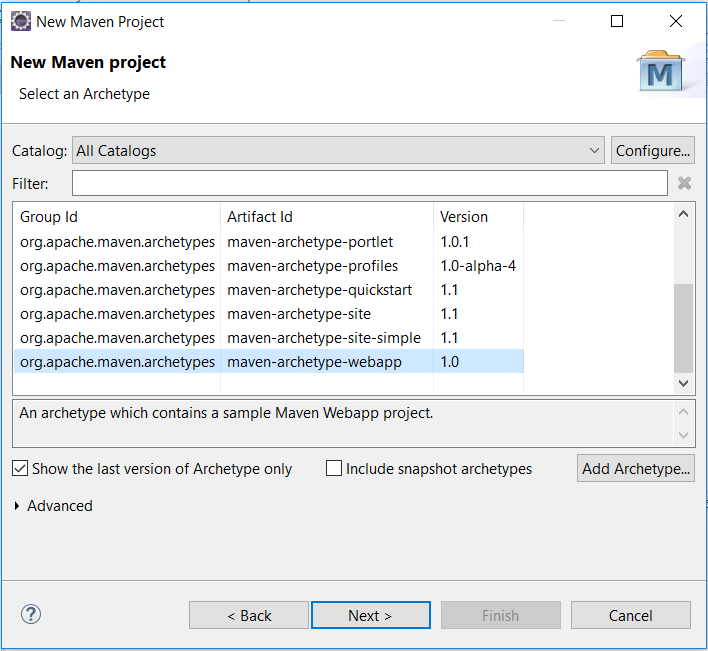 New Maven Project
New Maven project
Select an Archetype
M
Catalog: All Catalogs Configure...
Filter:
Group Id Artifact Id Version
org.apache.maven.archetypes maven-archetype-portlet 1.0.1
org.apache.maven.archetypes maven-archetype-profiles 1.0-alpha-4
org.apache.maven.archetypes maven-archetype-quickstart 1.1
org.apache.maven.archetypes maven-archetype-site 1.1
org.apache.maven.archetypes maven-archetype-site-simple 1.1
org.apache.maven.archetypes maven-archetype-webapp 1.0
An archetype which contains a sample Maven Webapp project.
Show the last version of Archetype only Include snapshot archetypes Add Archetype...
Advanced
? < Back Next > Finish Cancel